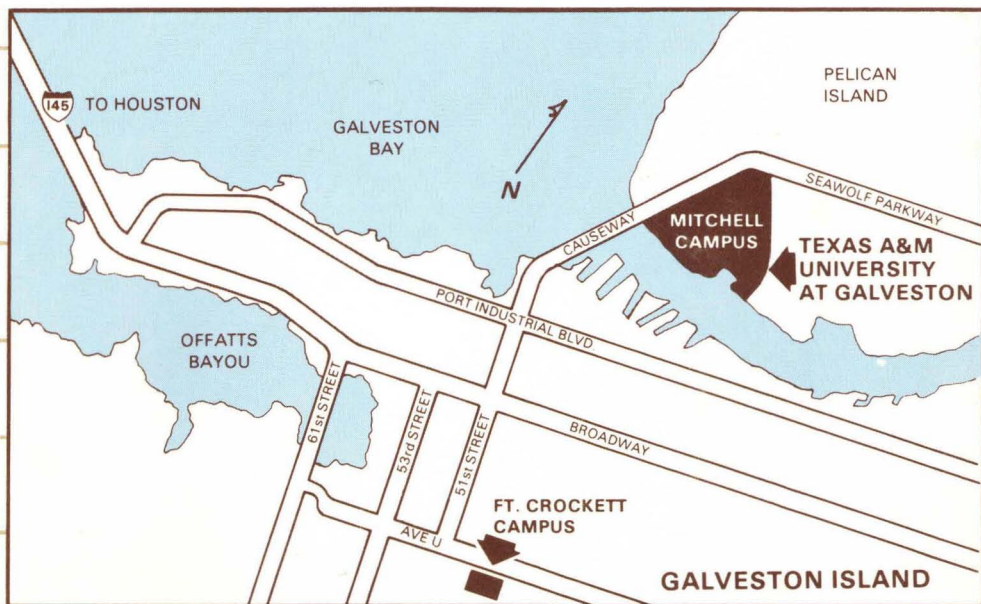 145 TO HOUSTON
GALVESTON
BAY
PELICAN
ISLAND
N
SEAWOLF PARKWAY
CAUSEWAY
MITCHELL
CAMPUS
TEXAS A&M
UNIVERSITY
AT GALVESTON
PORT INDUSTRIAL BLVD.
OFFATTS
BAYOU
61st STREET
53rd STREET
51st STREET
BROADWAY
FT. CROCKETT
CAMPUS
AVE U
GALVESTON ISLAND